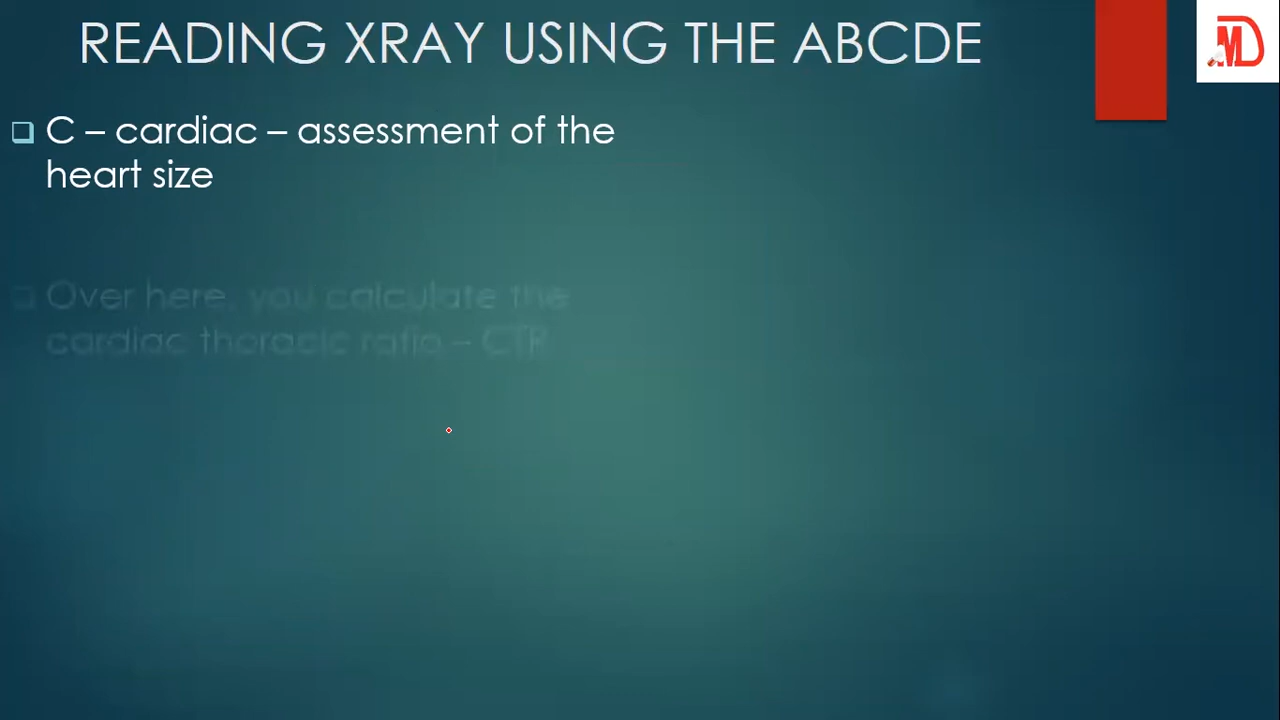 READING XRAY USING THE ABCDE
C – cardiac – assessment of the
heart size
Over here, you calculate the
cardiac thoracic ratio – CTR
MD